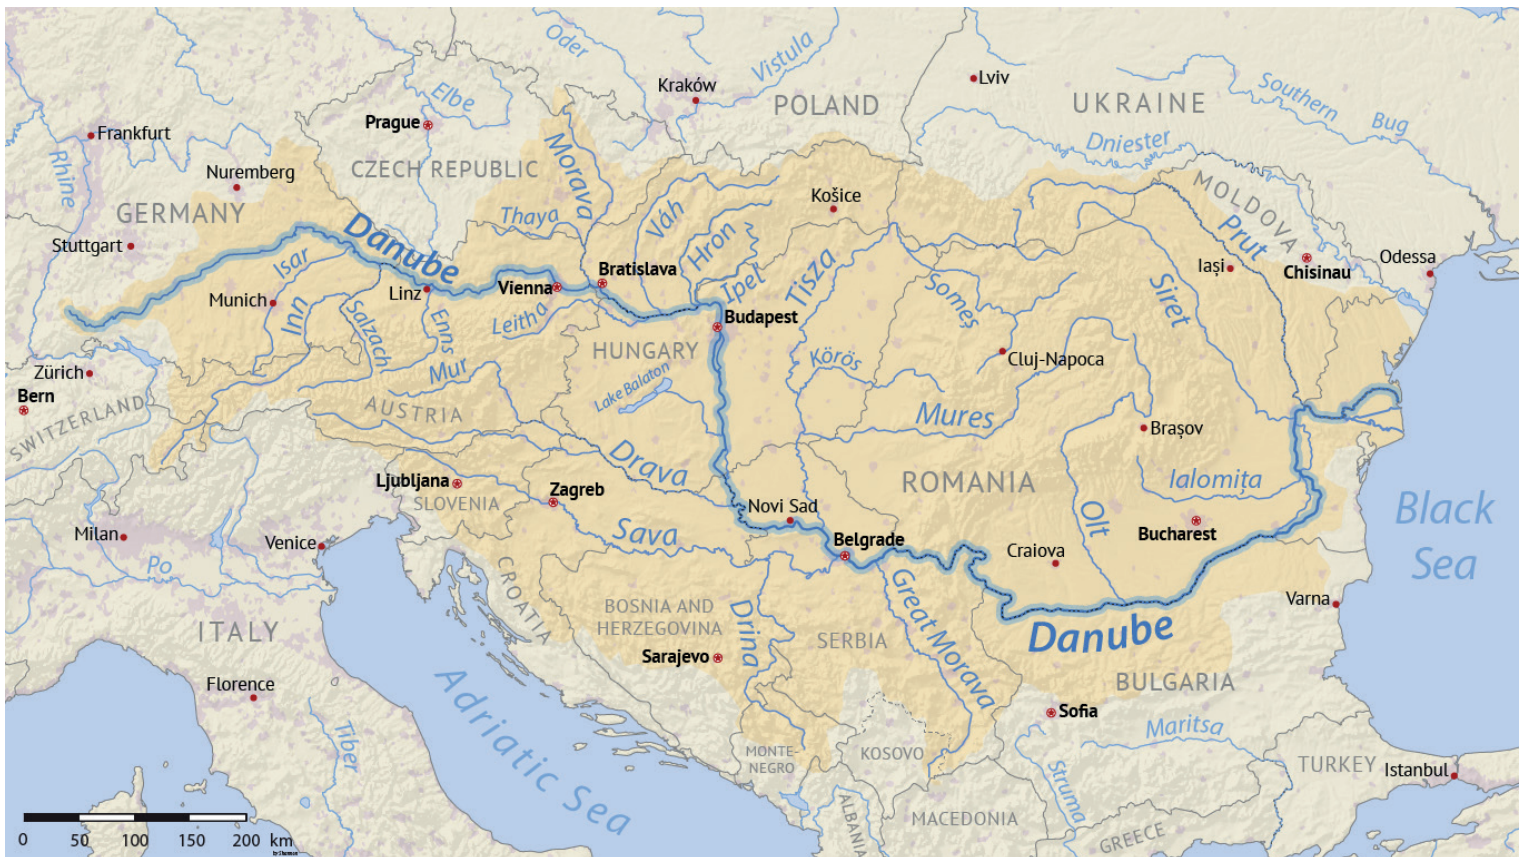 Oder
Vistula
Lviv
Kraków
Elbe
POLAND
UKRAINE
Southern
Bug
Prague
Frankfurt
Dniester
Morava
CZECH REPUBLIC
Rhine
Nuremberg
MOLDOVA
Košice
GERMANY
Thaya
Váh
Danube
Hron
Prut
Stuttgart
Isar
Bratislava
Tisza
Iași
Chisinau
Odessa
Munich
Linz
Vienna
Ipel
Someș
Siret
Inn
Salzach
Enns
Leitha
Budapest
HUNGARY
Körös
Cluj-Napoca
Zürich
Mur
Lake Balaton
Bern
SWITZERLAND
AUSTRIA
Mures
Brașov
Drava
Ljubljana
SLOVENIA
Zagreb
ROMANIA
Ialomița
Novi Sad
Olt
Black
Sea
Milan
Venice
Sava
Belgrade
Bucharest
Craiova
Po
CROATIA
Great Morava
Varna
BOSNIA AND
HERZEGOVINA
Drina
SERBIA
Danube
ITALY
Sarajevo
Florence
BULGARIA
Adriatic Sea
Sofia
Tiber
Maritsa
MONTE-
NEGRO
KOSOVO
Struma
TURKEY
Istanbul
ALBANIA
MACEDONIA
GREECE
0 50 100 150 200 km